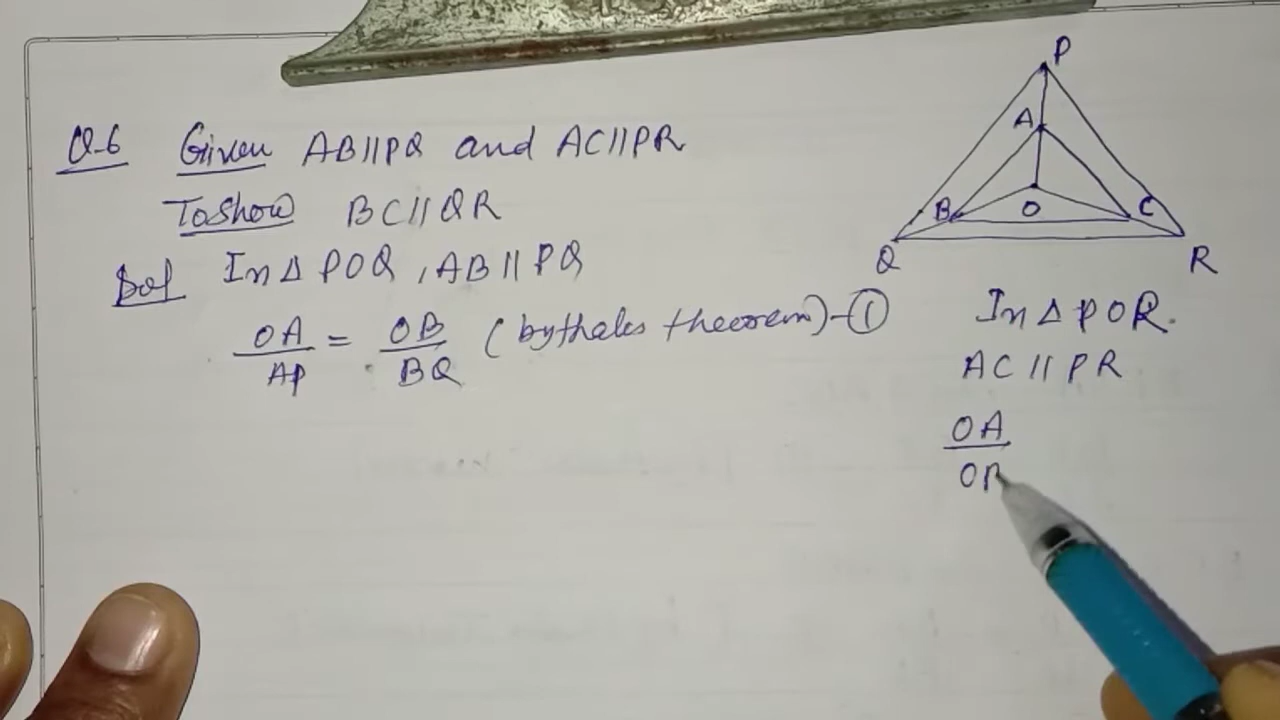 Q-6 Given AB||PQ and AC||PR
To Show BC||QR
Sol In Δ POQ, AB||PQ
OA/AP = OB/BQ (by thales theorem) - ①
P
A
B O C
Q R
In Δ POR.
AC||PR
OA
OP